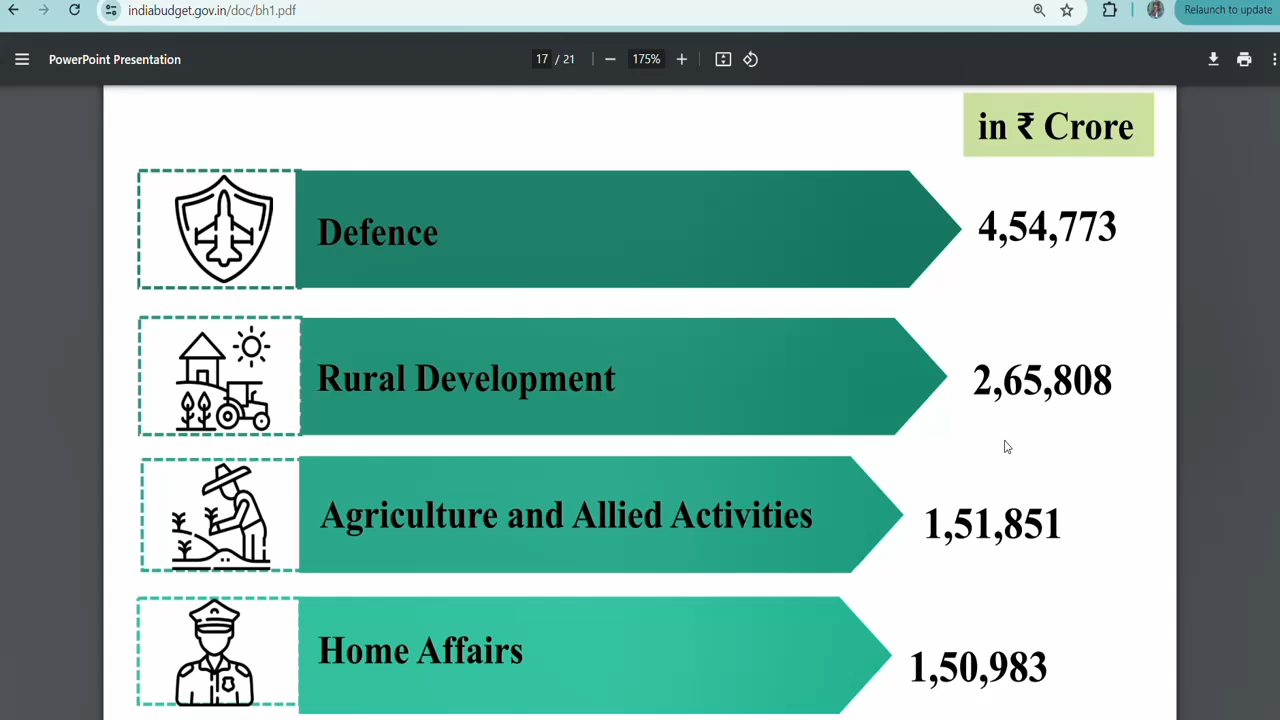 indiabudget.gov.in/doc/bh1.pdf
Relaunch to update
PowerPoint Presentation
17 / 21
175%
in ₹ Crore
Defence
4,54,773
Rural Development
2,65,808
Agriculture and Allied Activities
1,51,851
Home Affairs
1,50,983